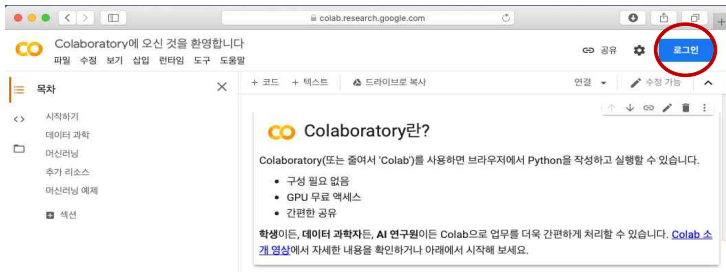 colab.research.google.com
Colaboratory에 오신 것을 환영합니다
파일 수정 보기 삽입 런타임 도구 도움말
공유
로그인
목차
시작하기
데이터 과학
머신러닝
추가 리소스
머신러닝 예제
섹션
+ 코드 + 텍스트 드라이브로 복사
연결 수정 가능
Colaboratory란?
Colaboratory(또는 줄여서 'Colab')를 사용하면 브라우저에서 Python을 작성하고 실행할 수 있습니다.
• 구성 필요 없음
• GPU 무료 액세스
• 간편한 공유
학생이든, 데이터 과학자든, AI 연구원이든 Colab으로 업무를 더욱 간편하게 처리할 수 있습니다. Colab 소
개 영상에서 자세한 내용을 확인하거나 아래에서 시작해 보세요.